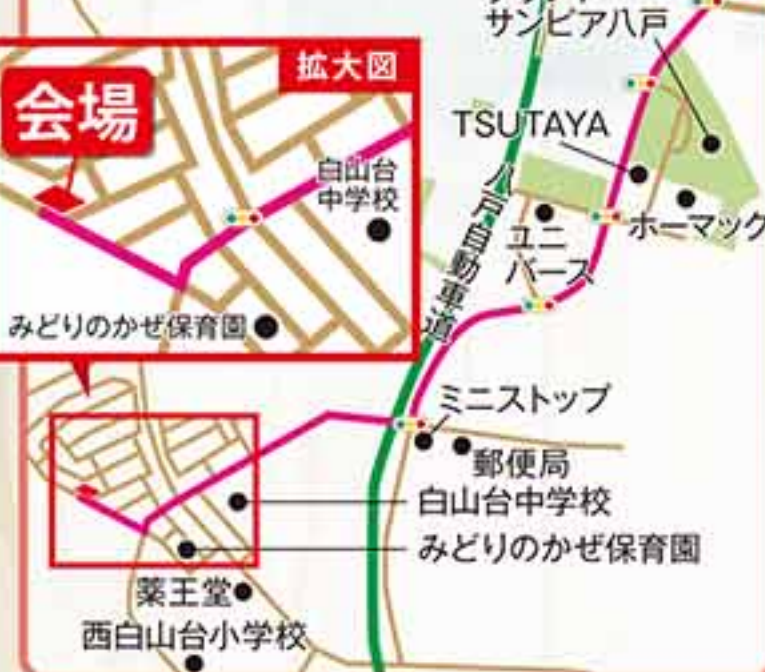 サンピア八戸
拡大図
会場
TSUTAYA
白山台
中学校
八戸自動車道
ユニ
バース
ホーマック
みどりのかぜ保育園
ミニストップ
郵便局
白山台中学校
みどりのかぜ保育園
薬王堂
西白山台小学校